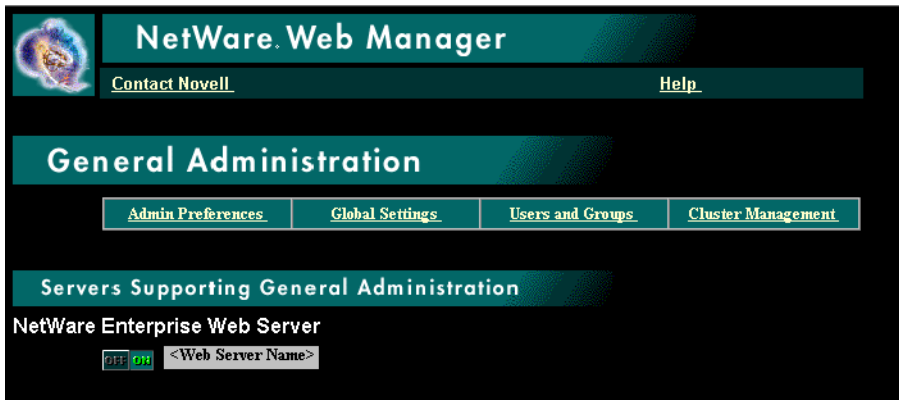 NetWare. Web Manager
Contact Novell Help
General Administration
Admin Preferences Global Settings Users and Groups Cluster Management
Servers Supporting General Administration
NetWare Enterprise Web Server
OFF ON <Web Server Name>